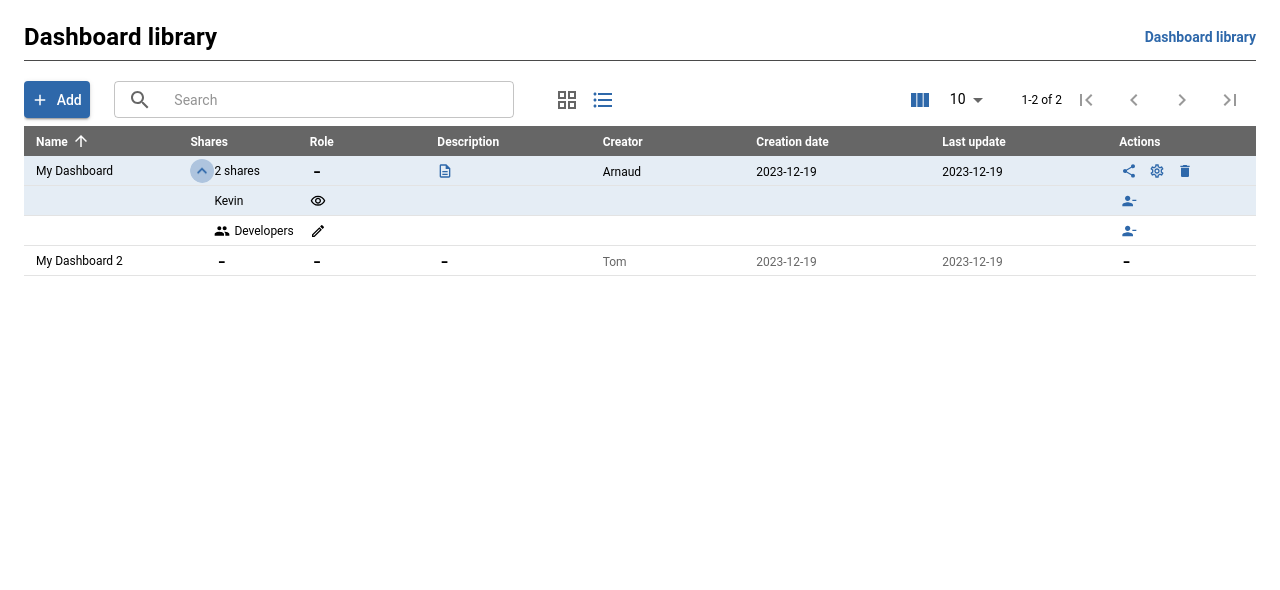 Dashboard library
Dashboard library
Add
Search
10
1-2 of 2
Name Shares Role Description Creator Creation date Last update Actions
My Dashboard 2 shares – Arnaud 2023-12-19 2023-12-19
Kevin
Developers
My Dashboard 2 – – – Tom 2023-12-19 2023-12-19 –